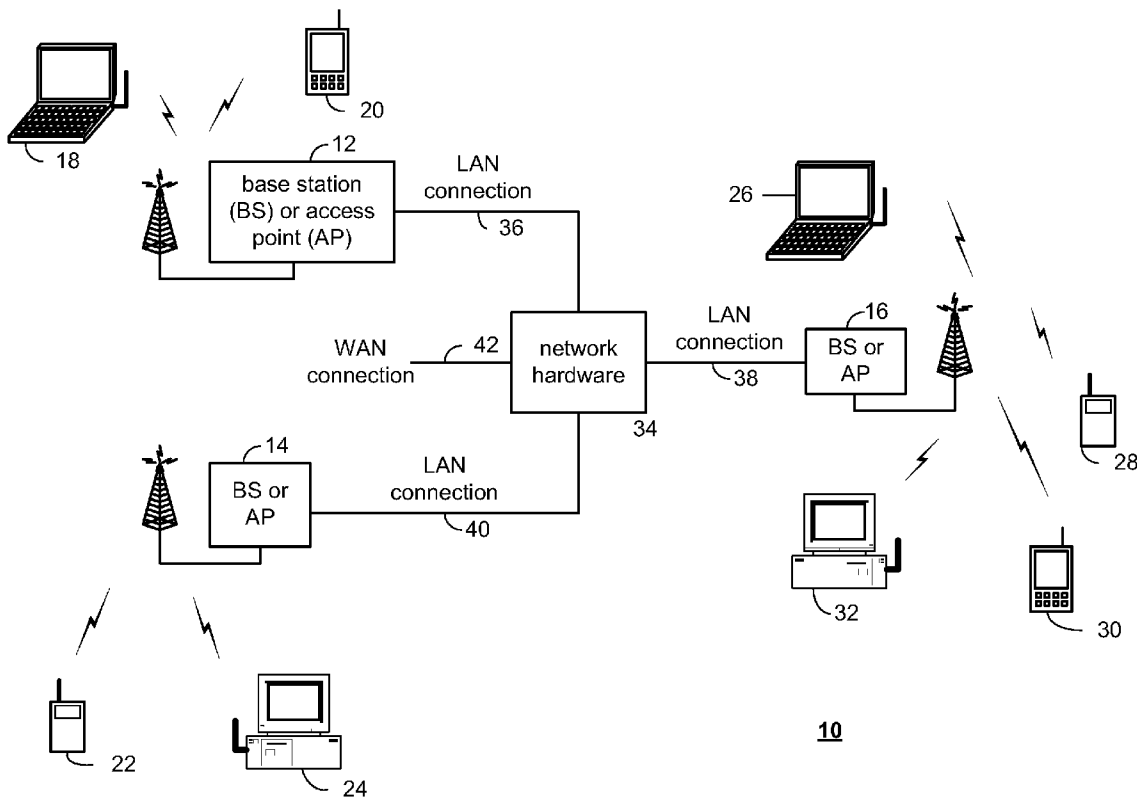 20
18
12
base station
(BS) or access
point (AP)
LAN
connection
36
26
WAN
connection
42
network
hardware
34
LAN
connection
38
16
BS or
AP
28
14
BS or
AP
LAN
connection
40
32
30
22
24
10